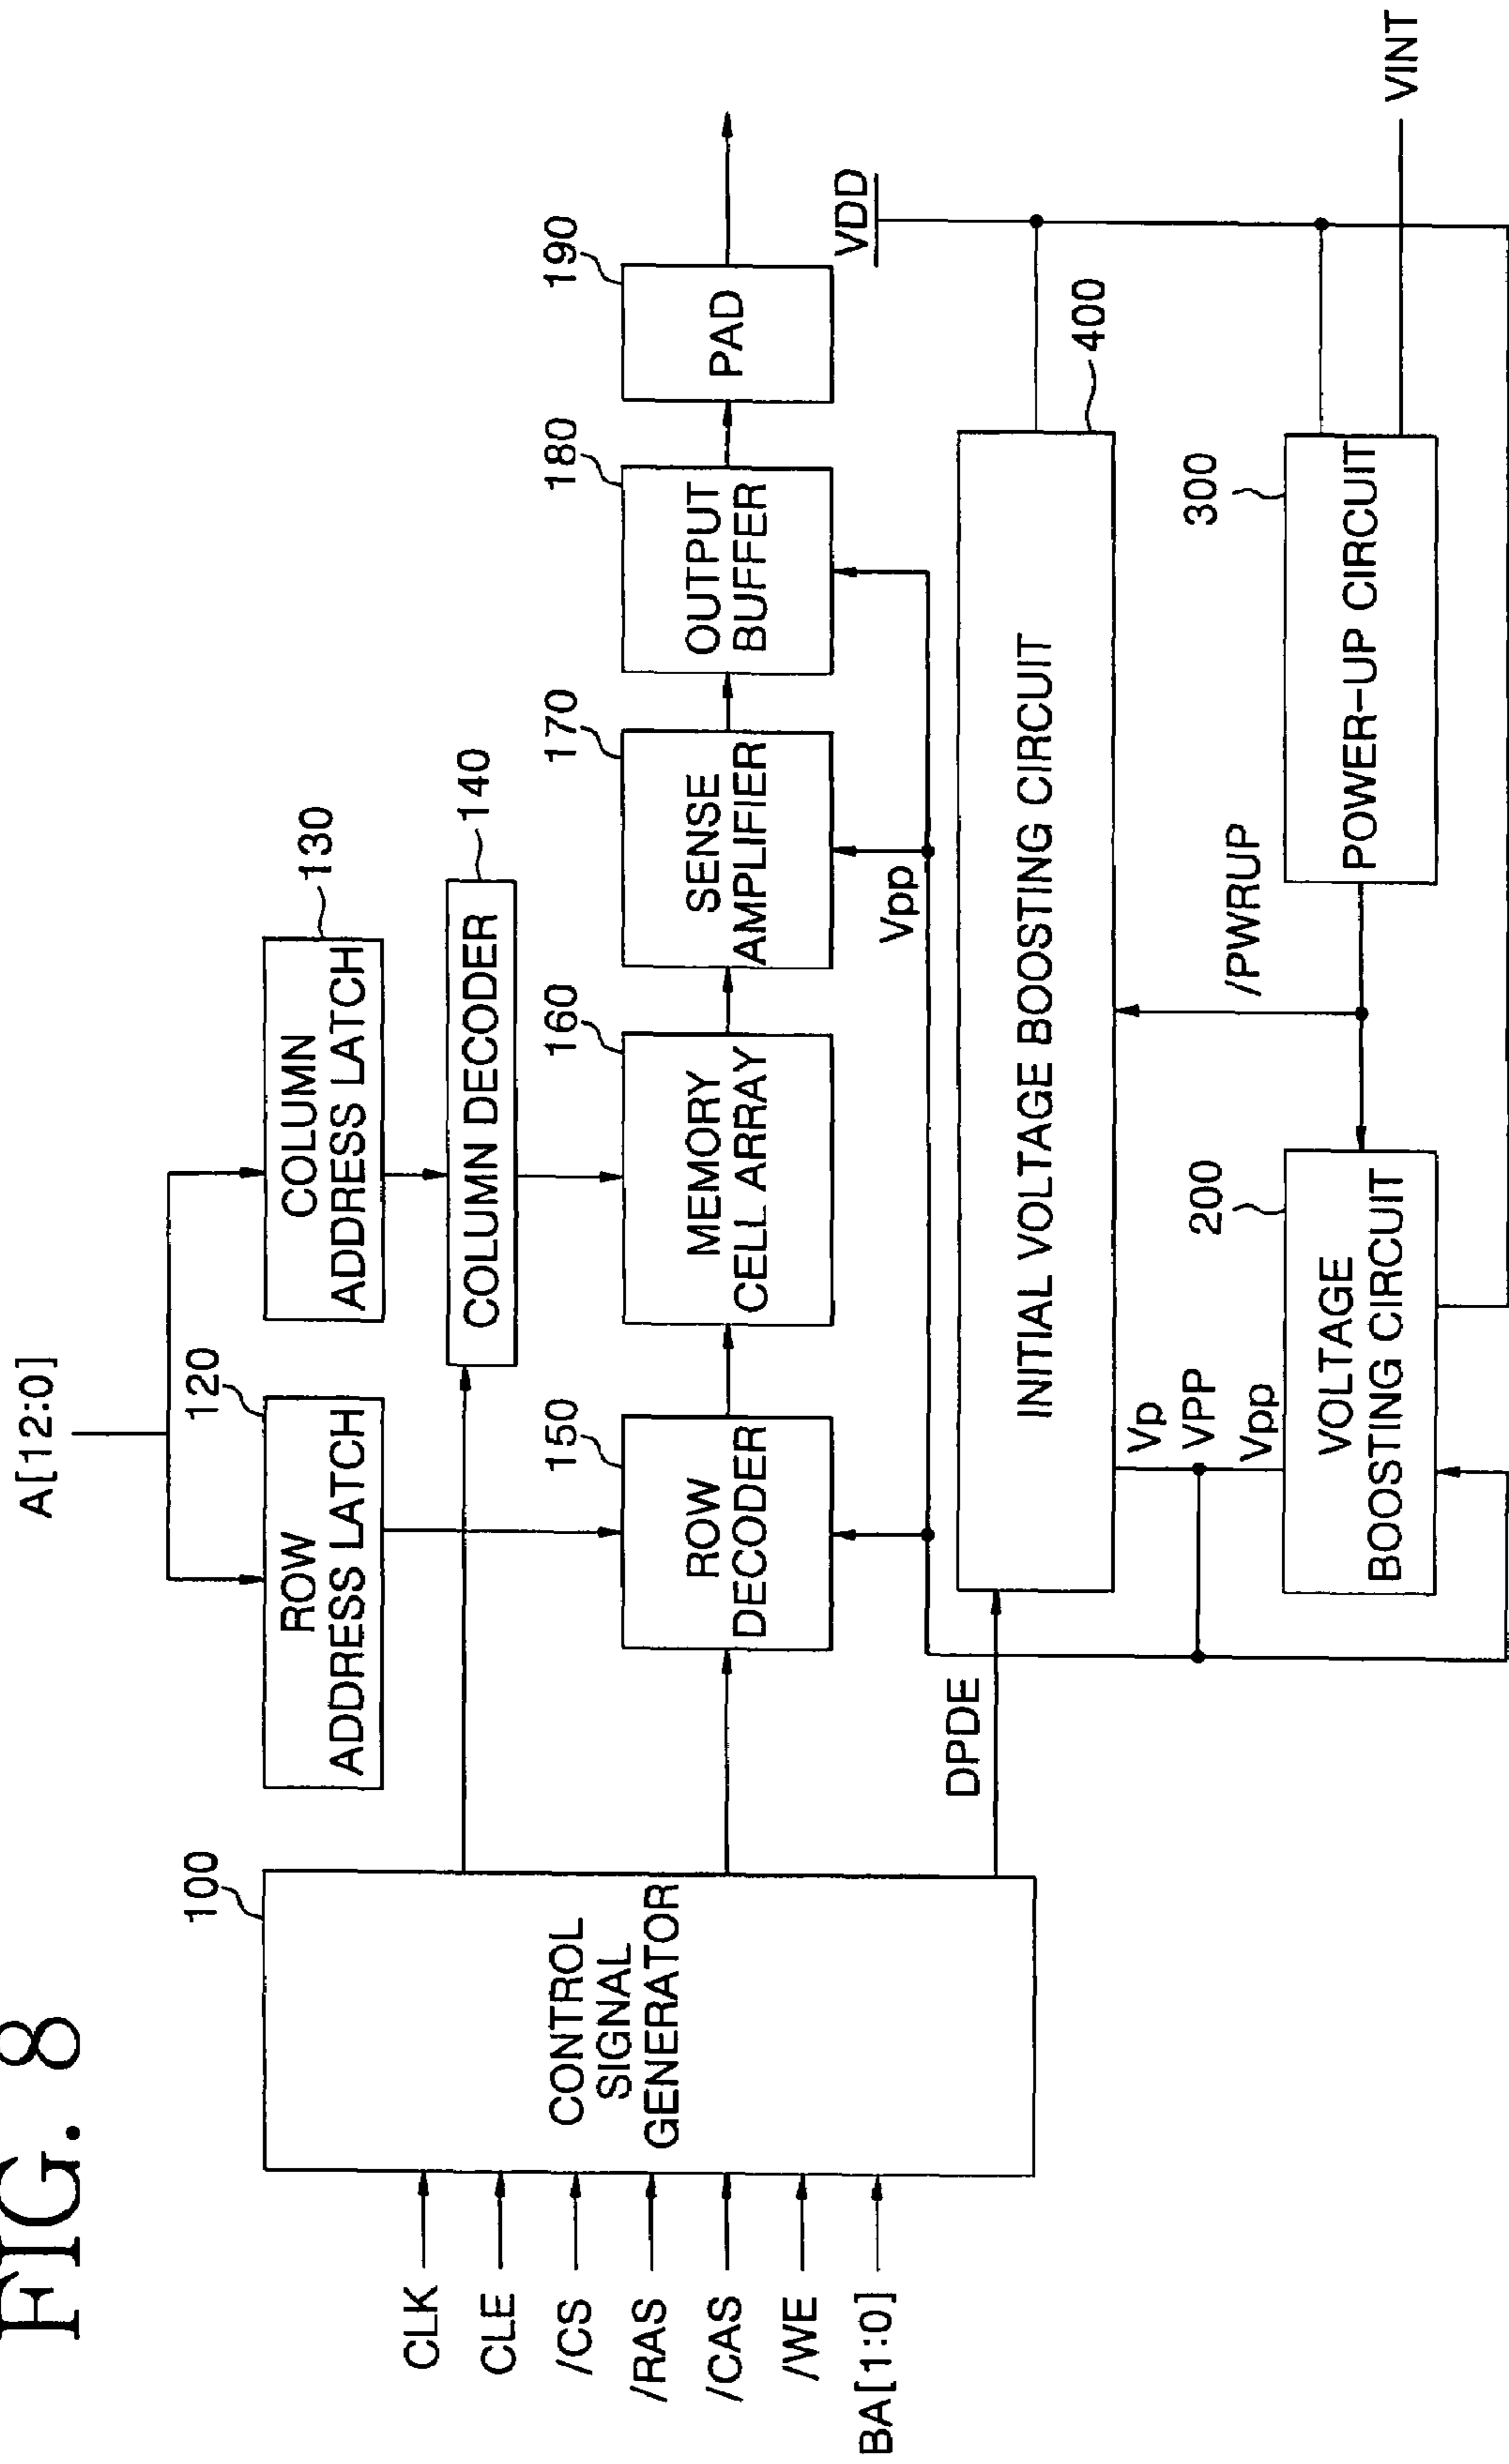 FIG. 8
A[12:0]
120
ROW
ADDRESS LATCH
130
COLUMN
ADDRESS LATCH
140
COLUMN DECODER
100
CONTROL
SIGNAL
GENERATOR
CLK
CLE
/CS
/RAS
/CAS
/WE
BA[1:0]
150
ROW
DECODER
160
MEMORY
CELL ARRAY
170
SENSE
AMPLIFIER
180
OUTPUT
BUFFER
190
PAD
Vpp
VDD
DPDE
INITIAL VOLTAGE BOOSTING CIRCUIT
400
Vp
VPP
Vpp
/PWRUP
200
VOLTAGE
BOOSTING CIRCUIT
300
POWER-UP CIRCUIT
VINT